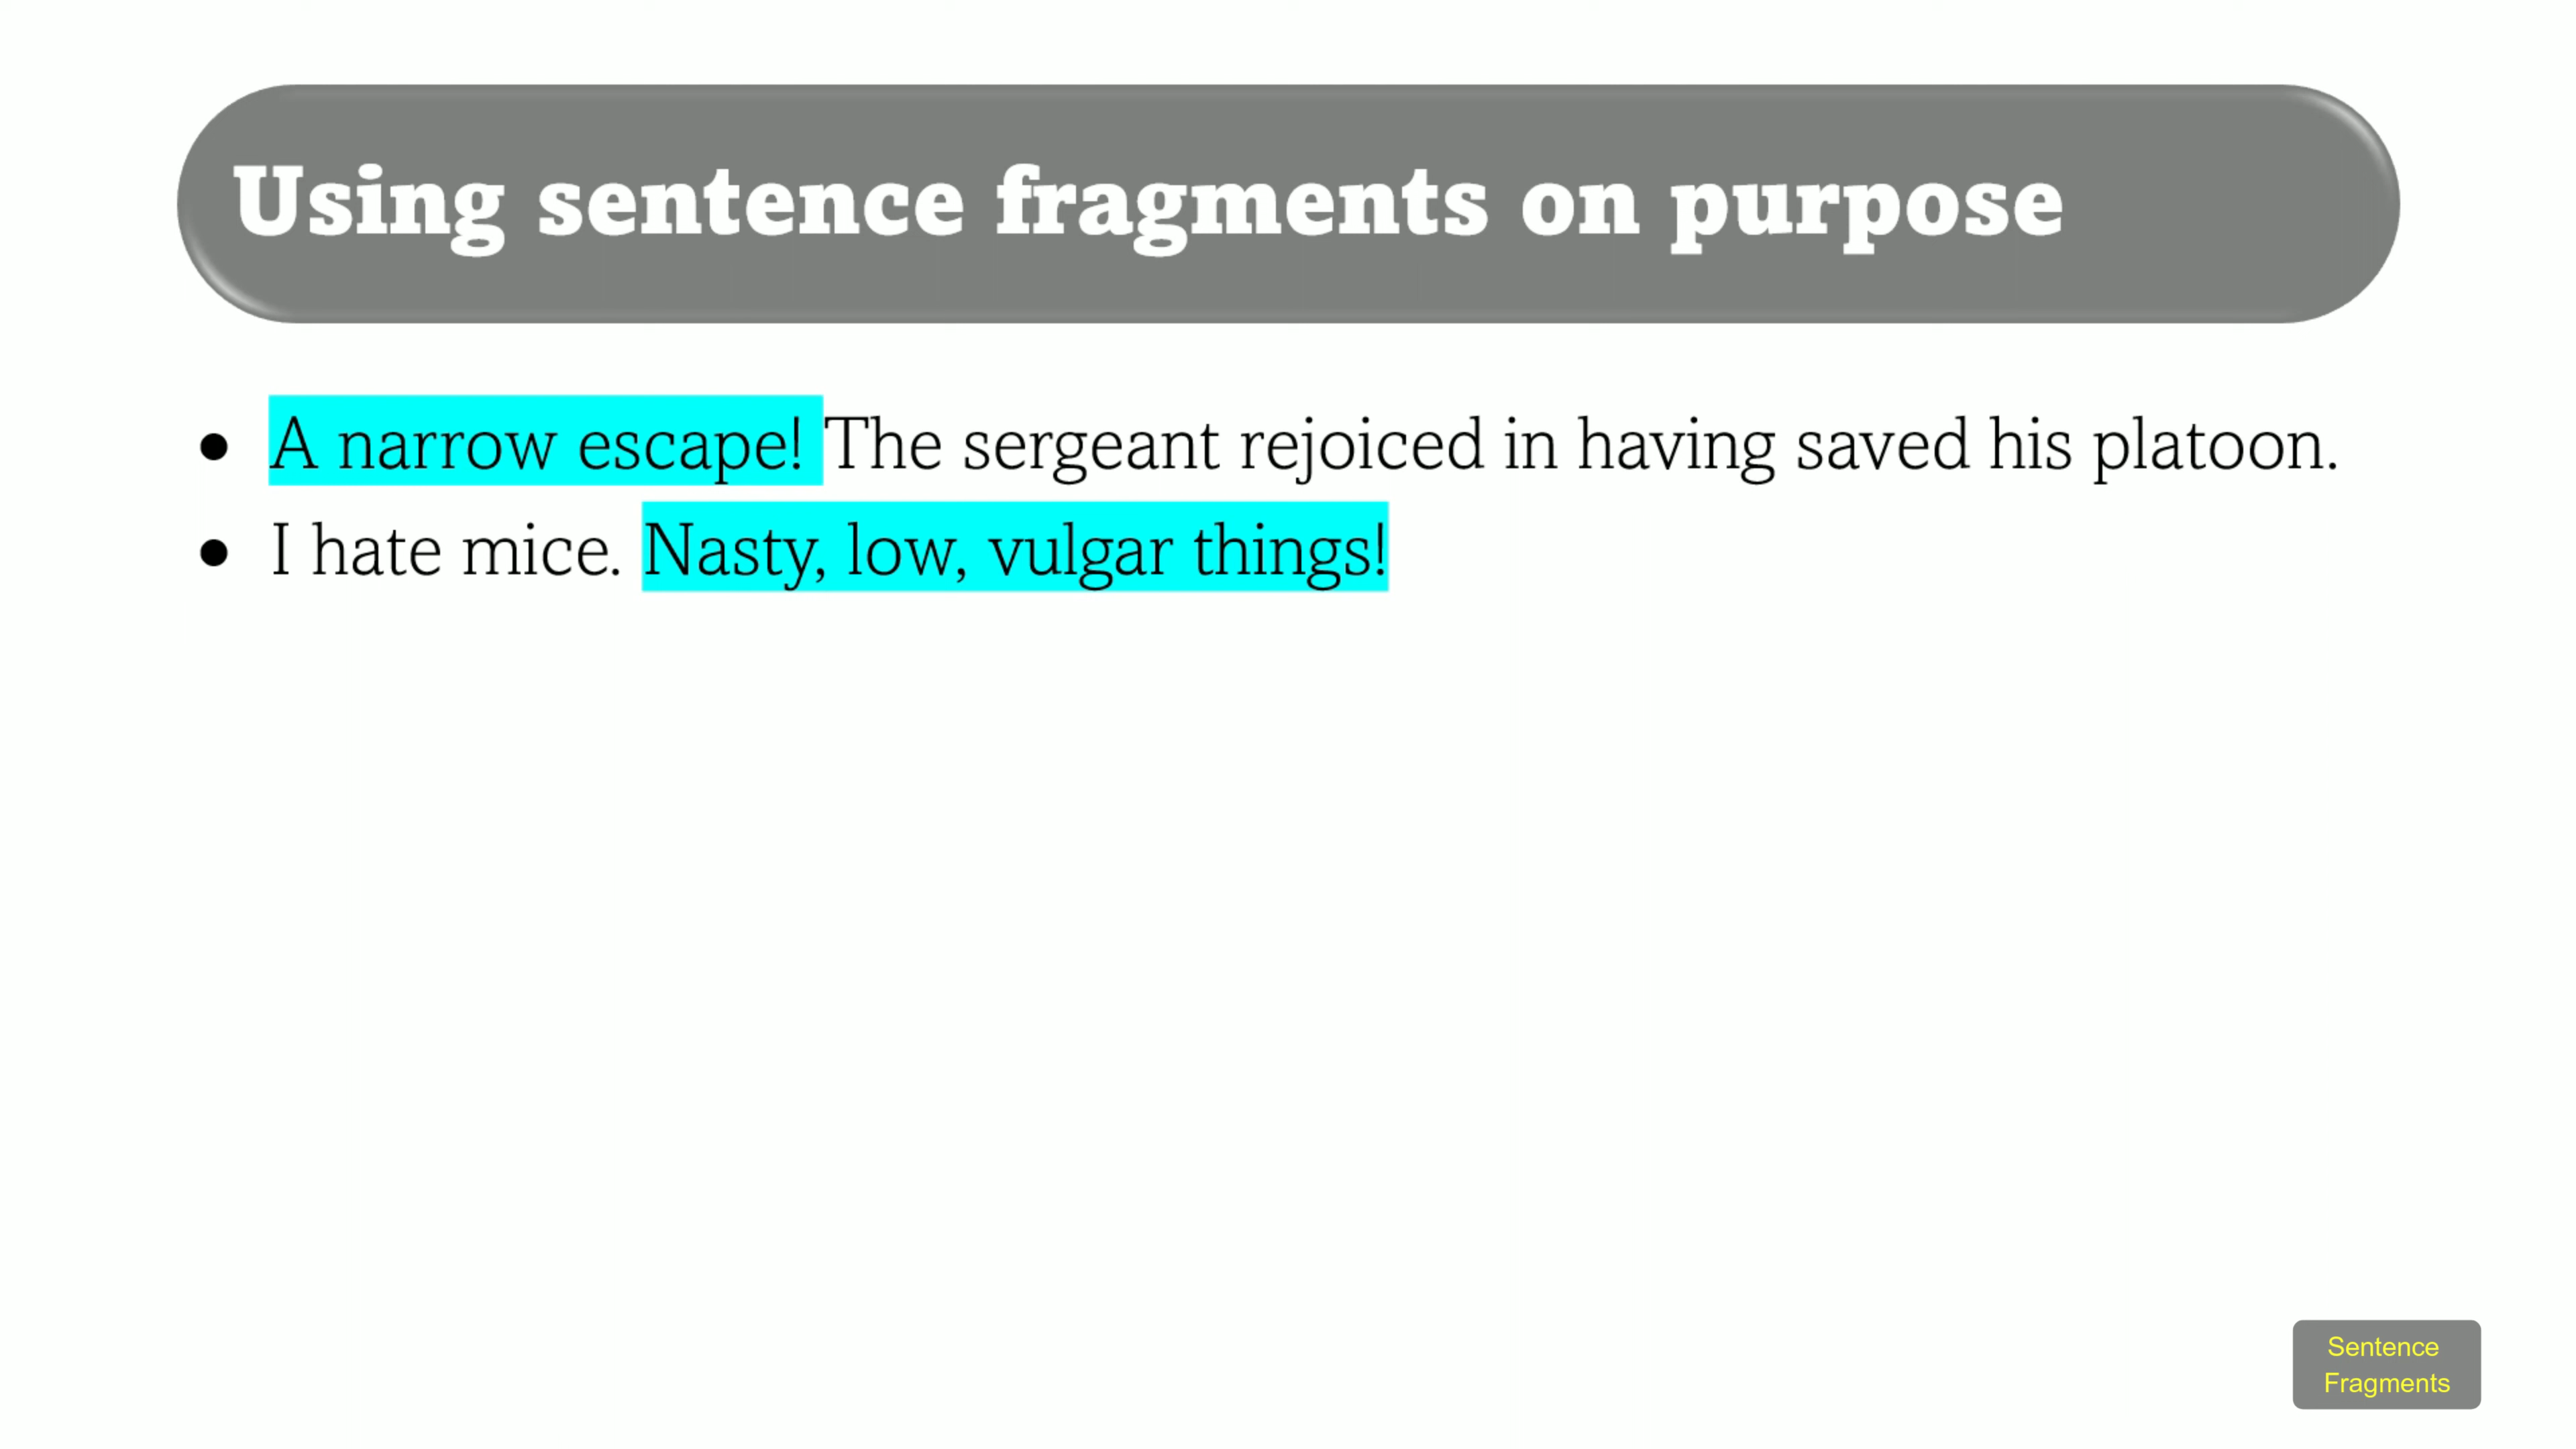 Using sentence fragments on purpose
• A narrow escape! The sergeant rejoiced in having saved his platoon.
• I hate mice. Nasty, low, vulgar things!
Sentence
Fragments